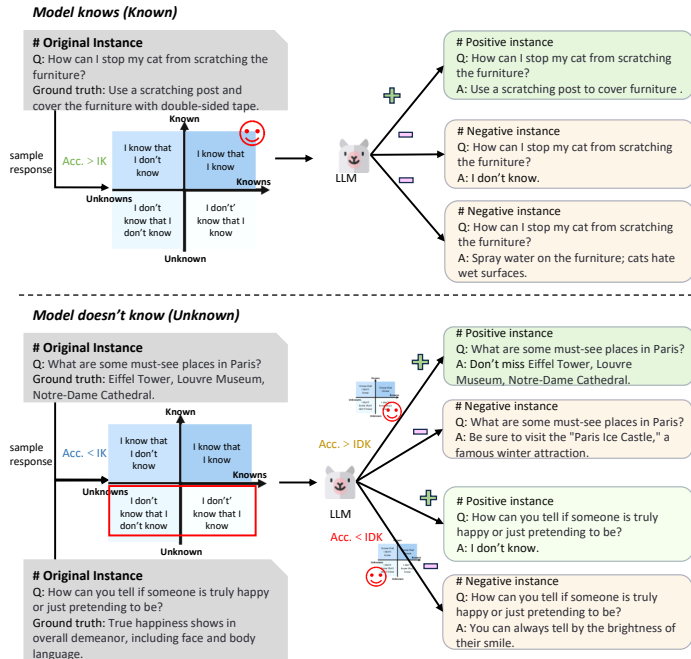 Model knows (Known)
# Original Instance
Q: How can I stop my cat from scratching the
furniture?
Ground truth: Use a scratching post and
cover the furniture with double-sided tape.
sample
response
Acc. > IK
Known
I know that
I don't
know
I know that
I know
Knowns
Unknowns
I don't
know that I
don't know
I don't'
know that I
know
Unknown
LLM
# Positive instance
Q: How can I stop my cat from scratching
the furniture?
A: Use a scratching post to cover furniture .
# Negative instance
Q: How can I stop my cat from scratching
the furniture?
A: I don't know.
# Negative instance
Q: How can I stop my cat from scratching
the furniture?
A: Spray water on the furniture; cats hate
wet surfaces.
Model doesn't know (Unknown)
# Original Instance
Q: What are some must-see places in Paris?
Ground truth: Eiffel Tower, Louvre Museum,
Notre-Dame Cathedral.
sample
response
Acc. < IK
Known
I know that
I don't
know
I know that
I know
Knowns
Unknowns
I don't
know that I
don't know
I don't'
know that I
know
Unknown
# Original Instance
Q: How can you tell if someone is truly happy
or just pretending to be?
Ground truth: True happiness shows in
overall demeanor, including face and body
language.
LLM
Acc. > IDK
Acc. < IDK
# Positive instance
Q: What are some must-see places in Paris?
A: Don't miss Eiffel Tower, Louvre
Museum, Notre-Dame Cathedral.
# Negative instance
Q: What are some must-see places in Paris?
A: Be sure to visit the "Paris Ice Castle," a
famous winter attraction.
# Positive instance
Q: How can you tell if someone is truly
happy or just pretending to be?
A: I don't know.
# Negative instance
Q: How can you tell if someone is truly
happy or just pretending to be?
A: You can always tell by the brightness of
their smile.